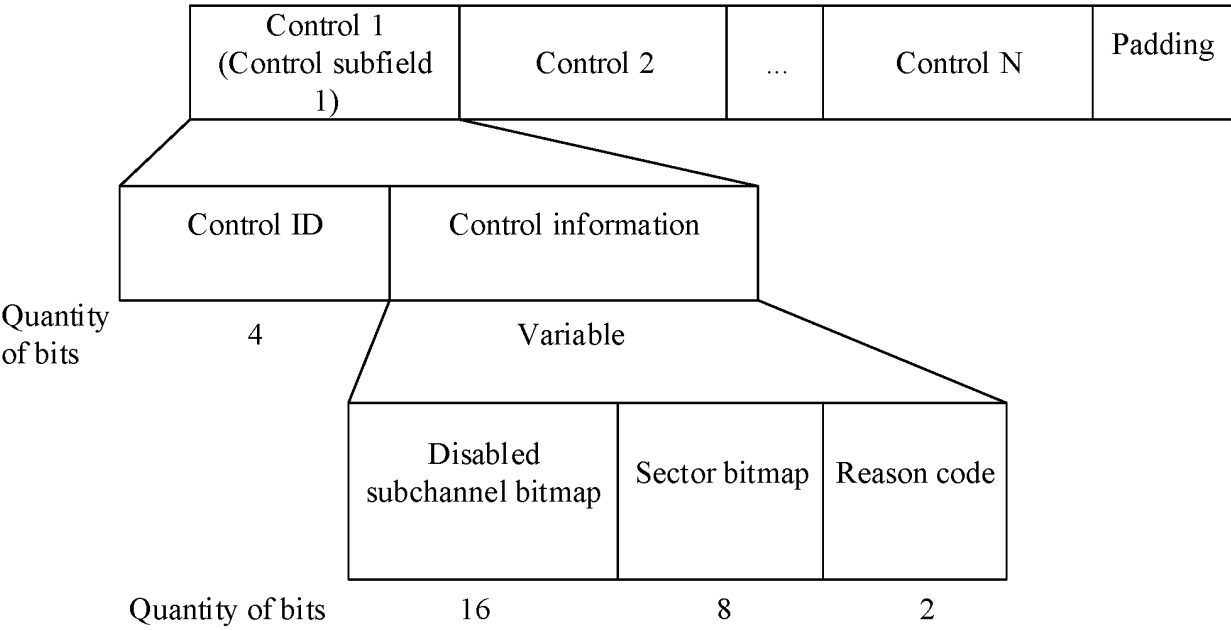 Control 1
(Control subfield
1)
Control 2
...
Control N
Padding
Control ID
Control information
Quantity
of bits
4
Variable
Disabled
subchannel bitmap
Sector bitmap
Reason code
Quantity of bits
16
8
2